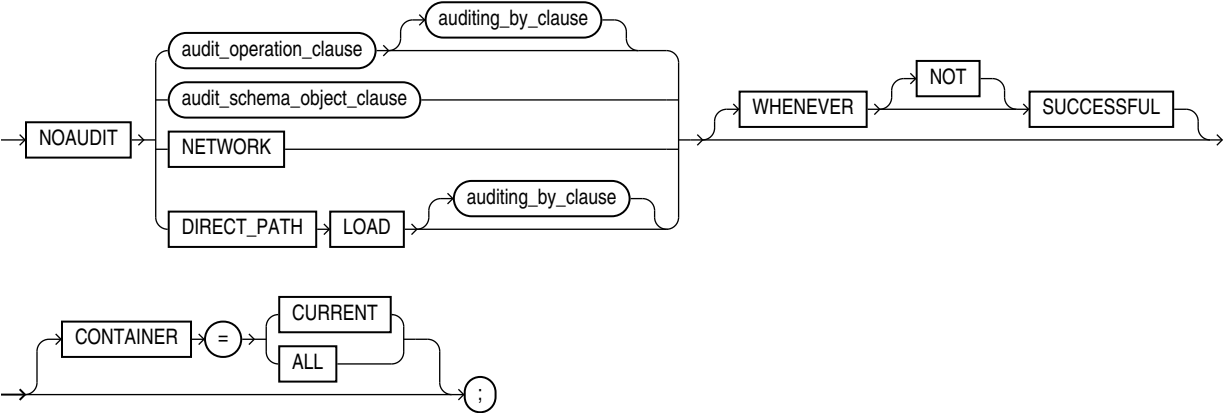 auditing_by_clause
audit_operation_clause
NOT
audit_schema_object_clause
WHENEVER
SUCCESSFUL
NOAUDIT
NETWORK
auditing_by_clause
DIRECT_PATH LOAD
CURRENT
CONTAINER =
ALL
;